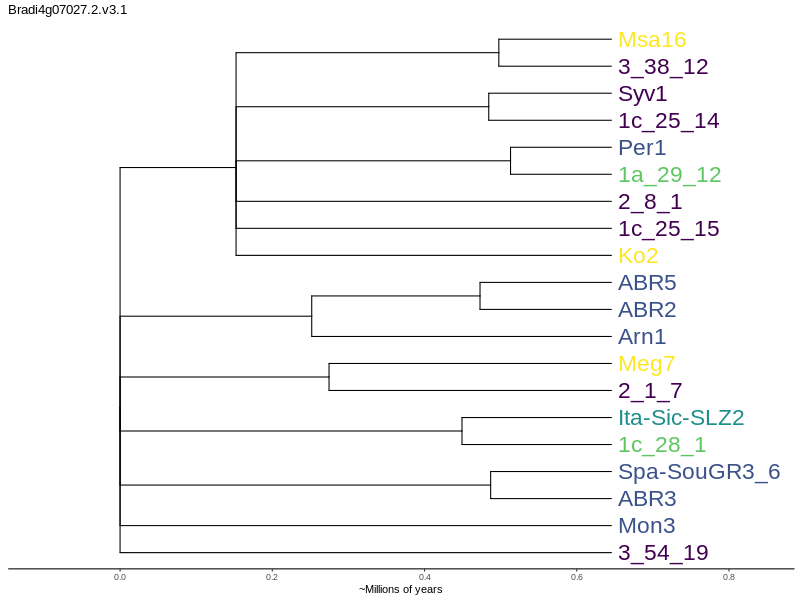 Bradi4g07027.2.v3.1
Msa16
3_38_12
Syv1
1c_25_14
Per1
1a_29_12
2_8_1
1c_25_15
Ko2
ABR5
ABR2
Arn1
Meg7
2_1_7
Ita-Sic-SLZ2
1c_28_1
Spa-SouGR3_6
ABR3
Mon3
3_54_19
0.0 0.2 0.4 0.6 0.8
~Millions of years